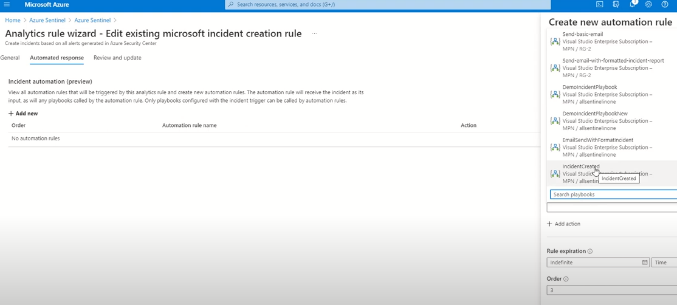 Microsoft Azure
Search resources, services, and docs (G+/)
Home > Azure Sentinel > Azure Sentinel >
Analytics rule wizard - Edit existing microsoft incident creation rule ...
Create incidents based on all alerts generated in Azure Security Center
General Automated response Review and update
Incident automation (preview)
View all automation rules that will be triggered by this analytics rule and create new automation rules. The automation rule will receive the incident as its
input, as will any playbooks called by the automation rule. Only playbooks configured with the incident trigger can be called by automation rules.
+ Add new
Order Automation rule name Action
No automation rules
Create new automation rule
Send-basic-email
Visual Studio Enterprise Subscription –
MPN / RG-2
Send-email-with-formatted-incident-report
Visual Studio Enterprise Subscription –
MPN / RG-2
DemoIncidentPlaybook
Visual Studio Enterprise Subscription –
MPN /
DemoIncidentPlaybookNew
Visual Studio Enterprise Subscription –
MPN /
EmailSendWithFormatIncident
Visual Studio Enterprise Subscription –
MPN /
IncidentCreated
Visual Studio
MPN /
IncidentCreated
Search playbooks
+ Add action
Rule expiration
Indefinite Time
Order
3